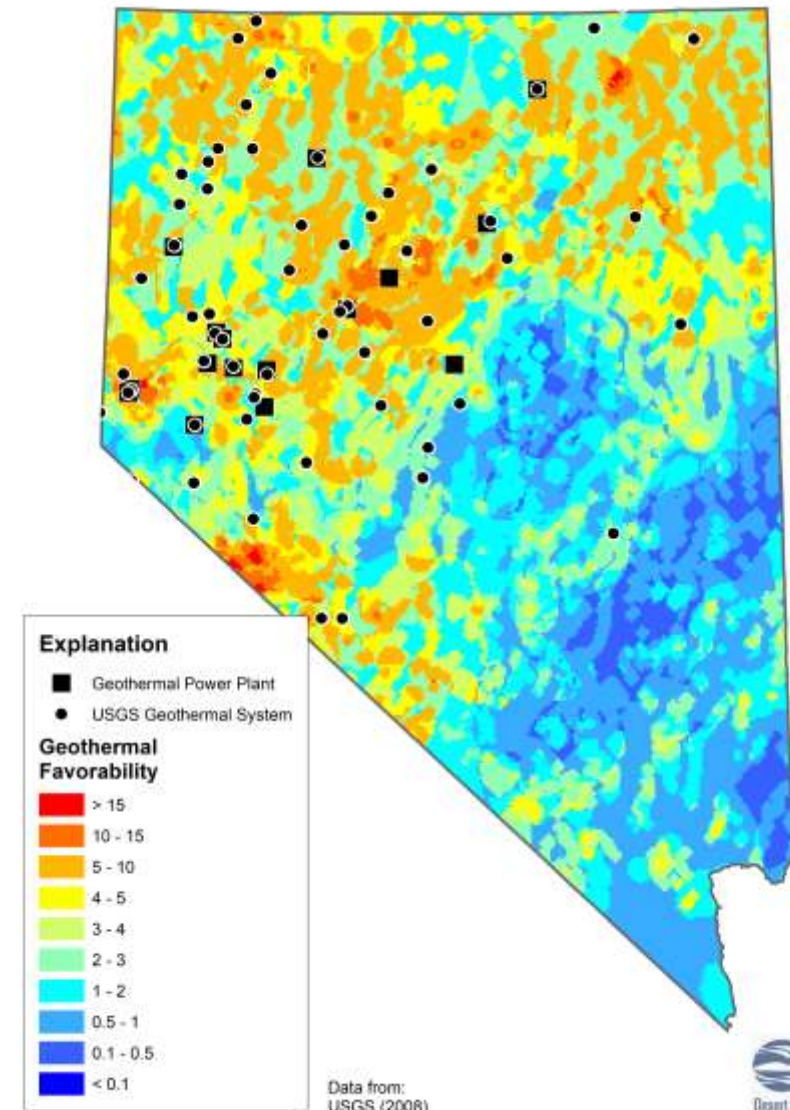 Explanation
Geothermal Power Plant
USGS Geothermal System
Geothermal
Favorability
> 15
10 - 15
5 - 10
4 - 5
3 - 4
2 - 3
1 - 2
0.5 - 1
0.1 - 0.5
< 0.1
Data from:
USGS (2008)
Desert